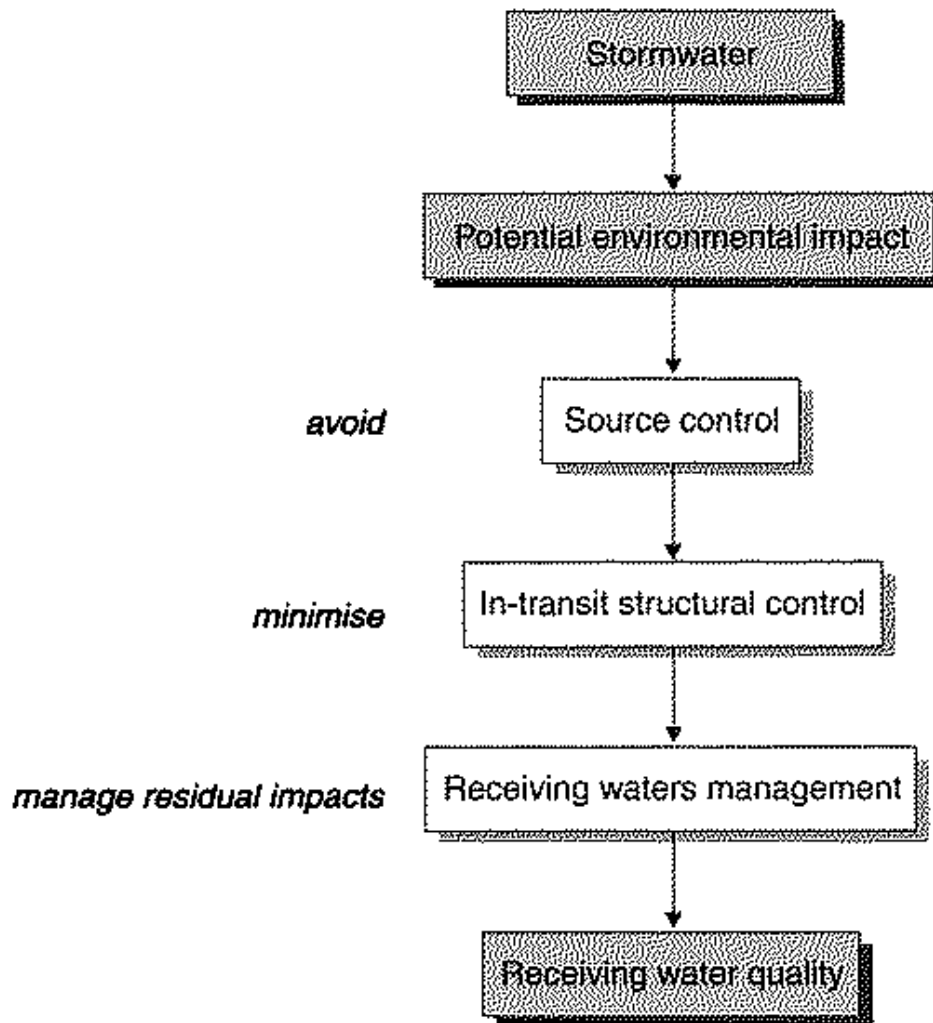 Stormwater
Potential environmental impact
avoid
Source control
minimise
In-transit structural control
manage residual impacts
Receiving waters management
Receiving water quality